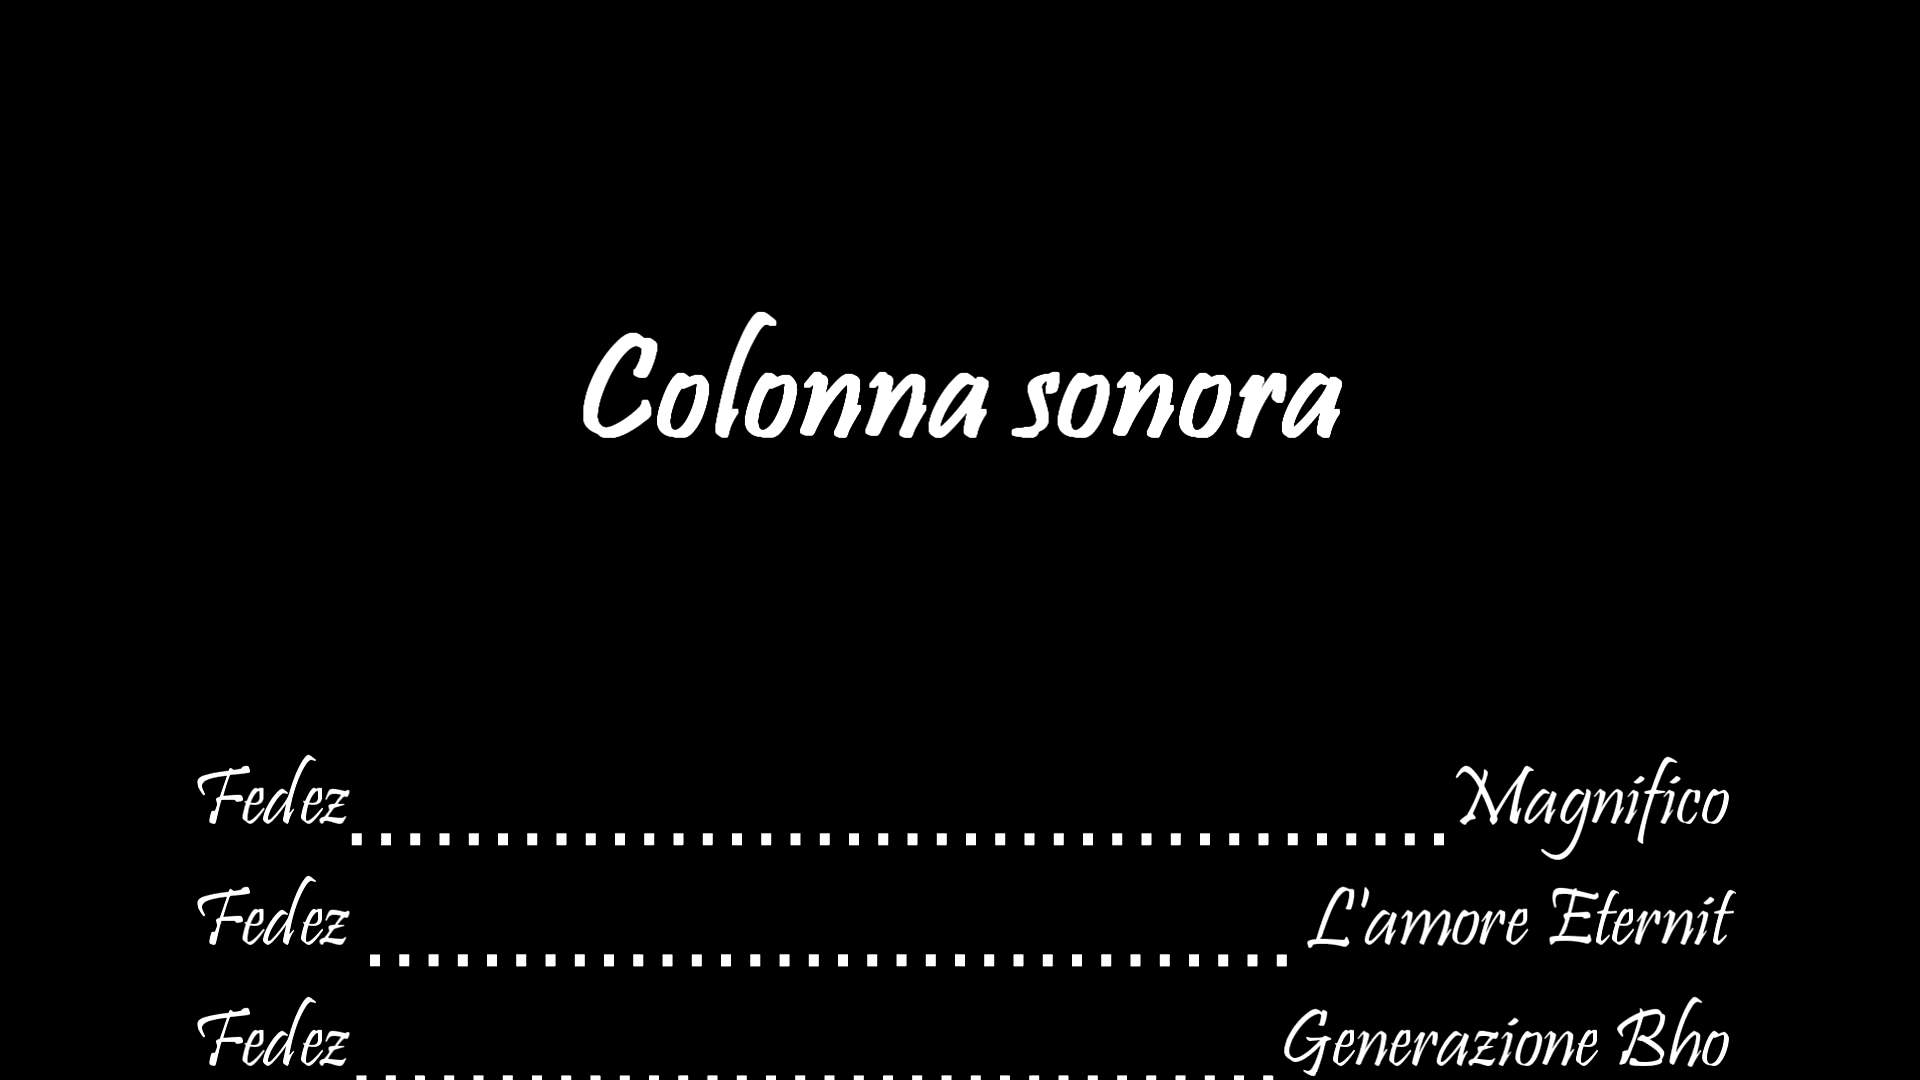 Colonna sonora
Fedez......................................Magnifico
Fedez ................................ L'amore Eternit
Fedez................................Generazione Bho